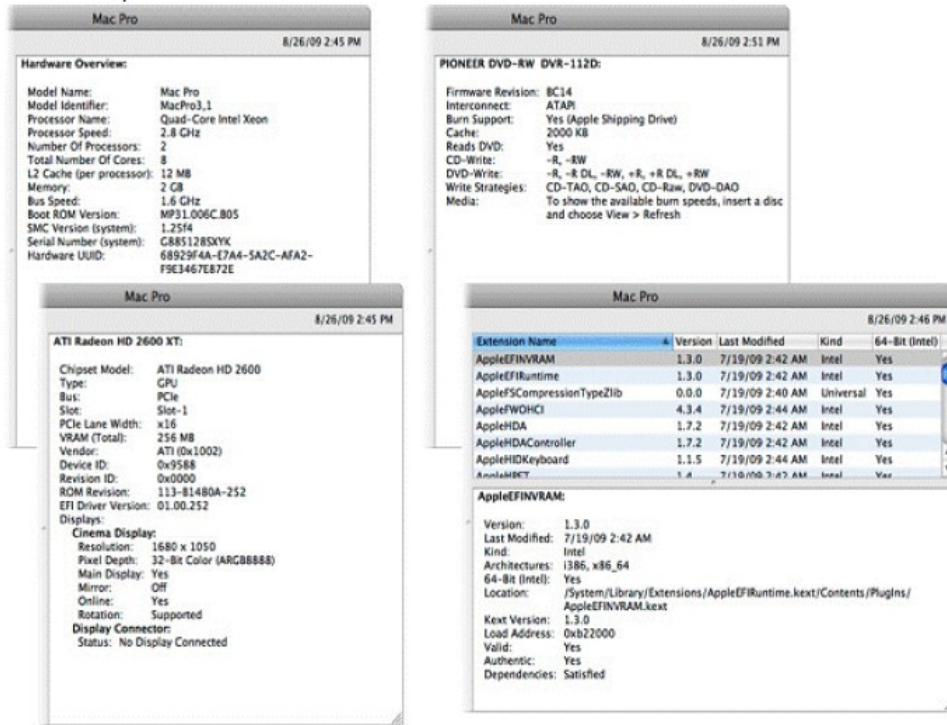 Mac Pro
8/26/09 2:45 PM
Hardware Overview:
Model Name: Mac Pro
Model Identifier: MacPro3,1
Processor Name: Quad-Core Intel Xeon
Processor Speed: 2.8 GHz
Number Of Processors: 2
Total Number Of Cores: 8
L2 Cache (per processor): 12 MB
Memory: 2 GB
Bus Speed: 1.6 GHz
Boot ROM Version: MP31.006C.B05
SMC Version (system): 1.25f4
Serial Number (system): G885128SXYK
Hardware UUID: 68929F4A-E7A4-5A2C-AFA2-
F9E3467E872E
Mac Pro
8/26/09 2:51 PM
PIONEER DVD-RW DVR-112D:
Firmware Revision: BC14
Interconnect: ATAPI
Burn Support: Yes (Apple Shipping Drive)
Cache: 2000 KB
Reads DVD: Yes
CD-Write: -R, -RW
DVD-Write: -R, -R DL, -RW, +R, +R DL, +RW
Write Strategies: CD-TAO, CD-SAO, CD-Raw, DVD-DAO
Media: To show the available burn speeds, insert a disc
and choose View > Refresh
Mac Pro
8/26/09 2:45 PM
ATI Radeon HD 2600 XT:
Chipset Model: ATI Radeon HD 2600
Type: GPU
Bus: PCIe
Slot: Slot-1
PCIe Lane Width: x16
VRAM (Total): 256 MB
Vendor: ATI (0x1002)
Device ID: 0x9588
Revision ID: 0x0000
ROM Revision: 113-B1480A-252
EFI Driver Version: 01.00.252
Displays:
Cinema Display:
Resolution: 1680 x 1050
Pixel Depth: 32-Bit Color (ARGB8888)
Main Display: Yes
Mirror: Off
Online: Yes
Rotation: Supported
Display Connector:
Status: No Display Connected
Mac Pro
8/26/09 2:46 PM
Extension Name Version Last Modified Kind 64-Bit (Intel)
AppleEFINVRAM 1.3.0 7/19/09 2:42 AM Intel Yes
AppleEFIRuntime 1.3.0 7/19/09 2:42 AM Intel Yes
AppleFSCompressionTypeZlib 0.0.0 7/19/09 2:40 AM Universal Yes
AppleFWOHCI 4.3.4 7/19/09 2:44 AM Intel Yes
AppleHDA 1.7.2 7/19/09 2:42 AM Intel Yes
AppleHDAController 1.7.2 7/19/09 2:42 AM Intel Yes
AppleHIDKeyboard 1.1.5 7/19/09 2:44 AM Intel Yes
AppleHPET 1.4 7/19/09 2:42 AM Intel Yes
AppleEFINVRAM:
Version: 1.3.0
Last Modified: 7/19/09 2:42 AM
Kind: Intel
Architectures: i386, x86_64
64-Bit (Intel): Yes
Location: /System/Library/Extensions/AppleEFIRuntime.kext/Contents/PlugIns/
AppleEFINVRAM.kext
Kext Version: 1.3.0
Load Address: 0xb22000
Valid: Yes
Authentic: Yes
Dependencies: Satisfied